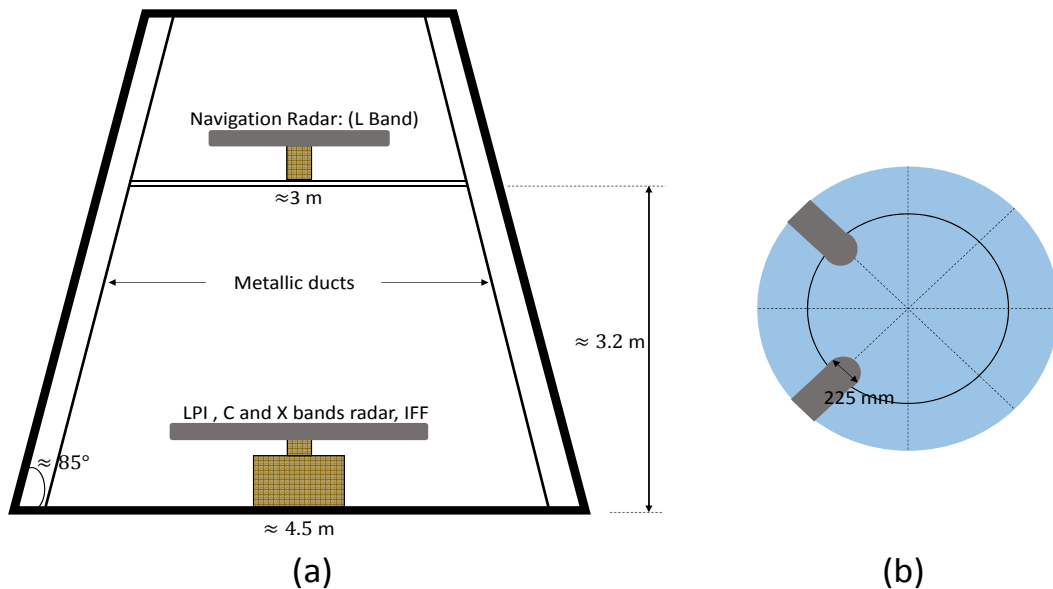 Navigation Radar: (L Band)
≈3 m
Metallic ducts
≈ 3.2 m
LPI , C and X bands radar, IFF
≈ 85°
≈ 4.5 m
(a)
225 mm
(b)